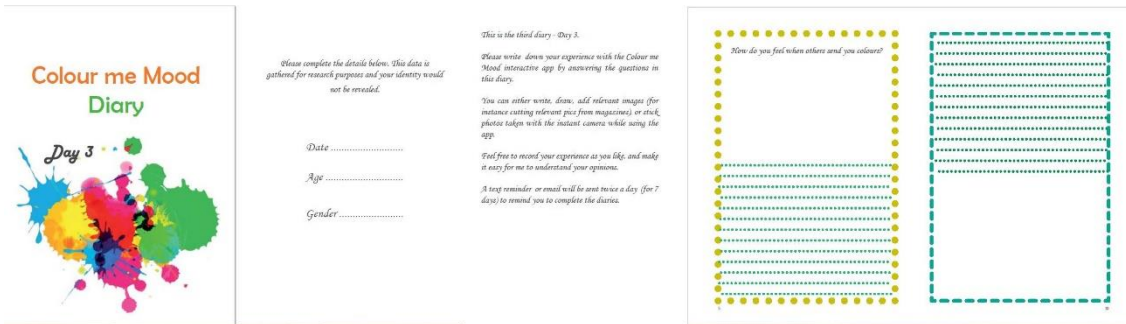 Colour me Mood
Diary
Day 3
Please complete the details below. This data is
gathered for research purposes and your identity would
not be revealed.
Date ..........................
Age ...........................
Gender ........................
This is the third diary - Day 3.
Please write down your experience with the Colour me
Mood interactive app by answering the questions in
this diary.
You can either write, draw, add relevant images (for
instance cutting relevant pics from magazines), or stick
photos taken with the instant camera while using the
app.
Feel free to record your experience as you like, and make
it easy for me to understand your opinions.
A text reminder or email will be sent twice a day (for 7
days) to remind you to complete the diaries.
How do you feel when others send you colours?